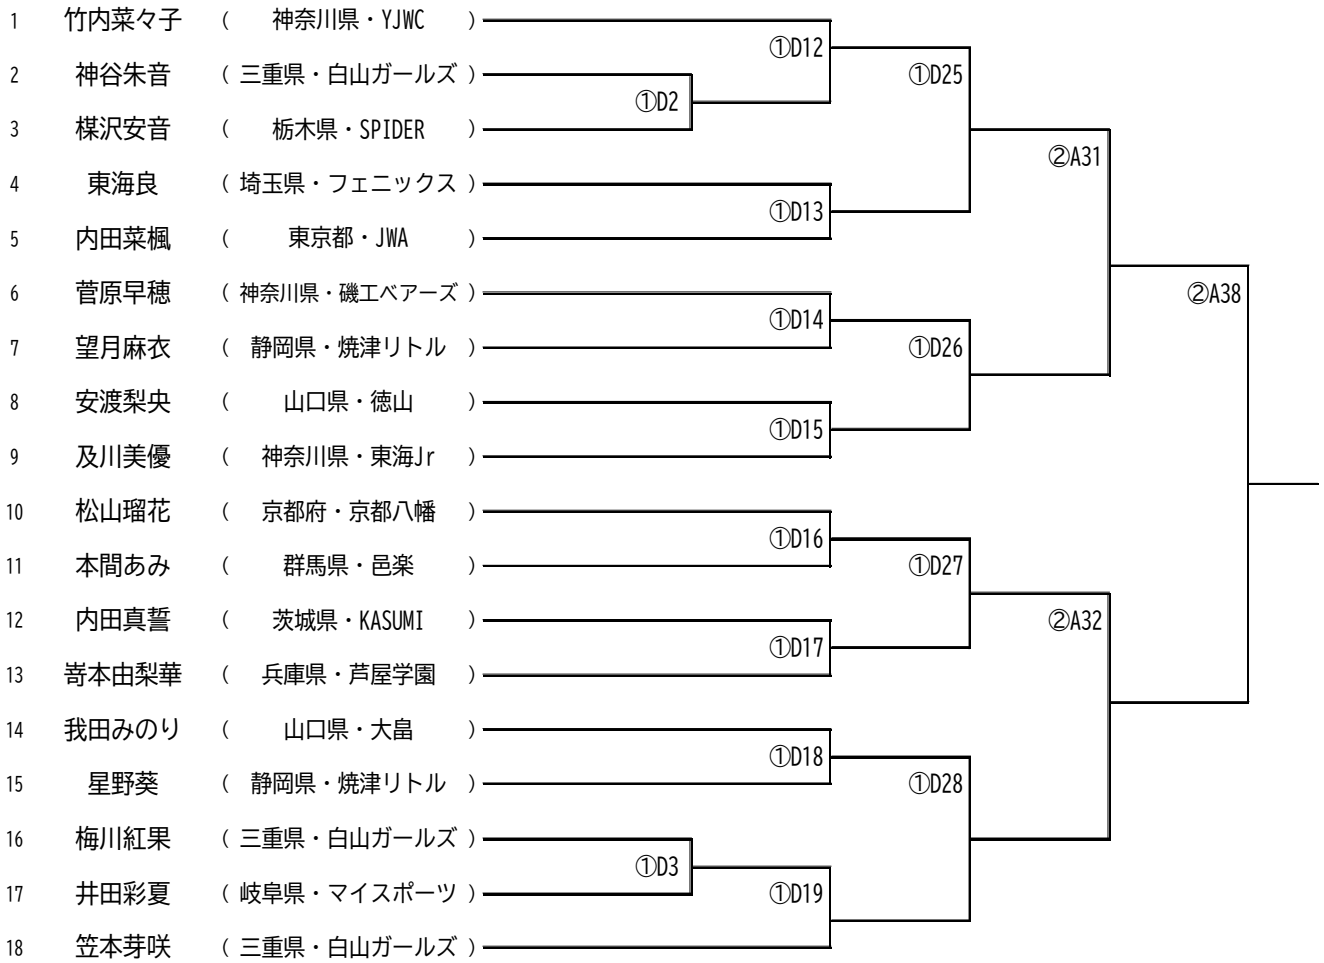 1 竹内菜々子 ( 神奈川県・YJWC )
①D12
2 神谷朱音 ( 三重県・白山ガールズ )
①D25
①D2
3 楳沢安音 ( 栃木県・SPIDER )
②A31
4 東海良 ( 埼玉県・フェニックス )
①D13
5 内田菜楓 ( 東京都・JWA )
6 菅原早穂 ( 神奈川県・磯工ベアーズ )
②A38
①D14
7 望月麻衣 ( 静岡県・焼津リトル )
①D26
8 安渡梨央 ( 山口県・徳山 )
①D15
9 及川美優 ( 神奈川県・東海Jr )
10 松山瑠花 ( 京都府・京都八幡 )
①D16
11 本間あみ ( 群馬県・邑楽 )
①D27
12 内田真誓 ( 茨城県・KASUMI )
②A32
①D17
13 嵜本由梨華 ( 兵庫県・芦屋学園 )
14 我田みのり ( 山口県・大畠 )
①D18
15 星野葵 ( 静岡県・焼津リトル )
①D28
16 梅川紅果 ( 三重県・白山ガールズ )
①D3
17 井田彩夏 ( 岐阜県・マイスポーツ )
①D19
18 笠本芽咲 ( 三重県・白山ガールズ )